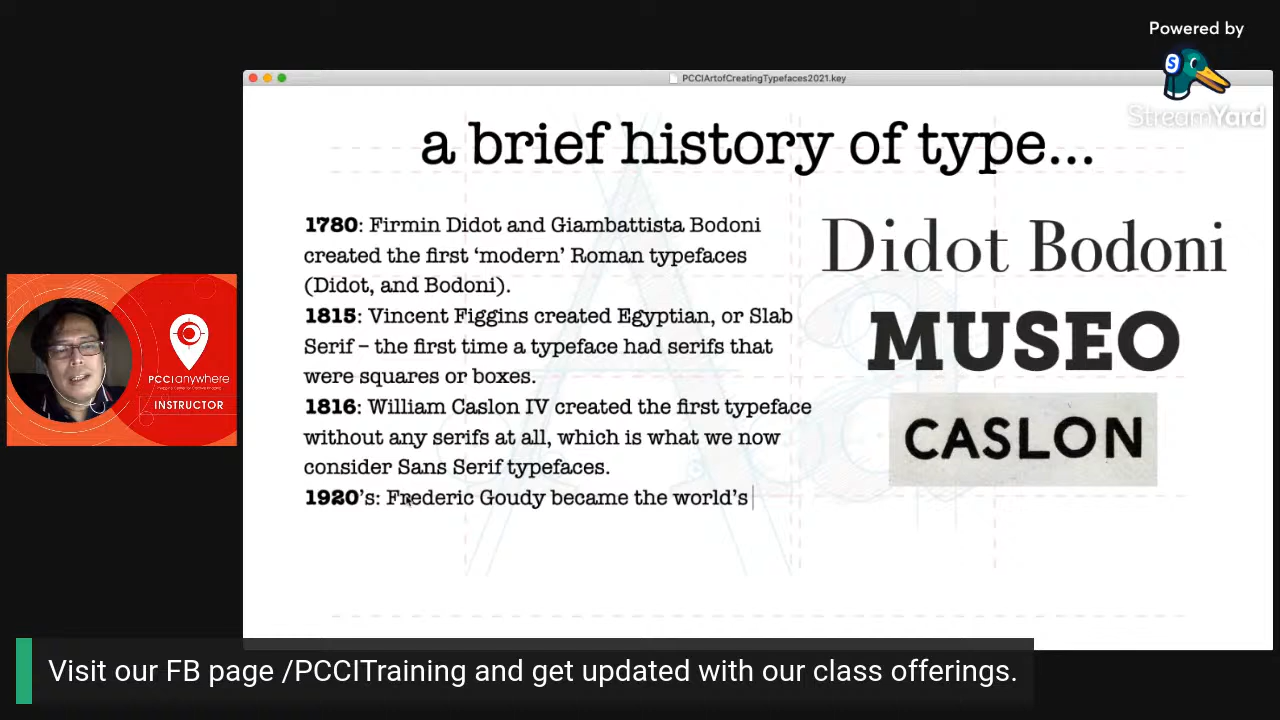 Powered by
S
StreamYard
PCCIArtofCreatingTypefaces2021.key
a brief history of type...
1780: Firmin Didot and Giambattista Bodoni
created the first ‘modern’ Roman typefaces
(Didot, and Bodoni).
1815: Vincent Figgins created Egyptian, or Slab
Serif – the first time a typeface had serifs that
were squares or boxes.
1816: William Caslon IV created the first typeface
without any serifs at all, which is what we now
consider Sans Serif typefaces.
1920’s: Frederic Goudy became the world’s
Didot Bodoni
MUSEO
CASLON
PCCIanywhere
INSTRUCTOR
Visit our FB page /PCCITraining and get updated with our class offerings.